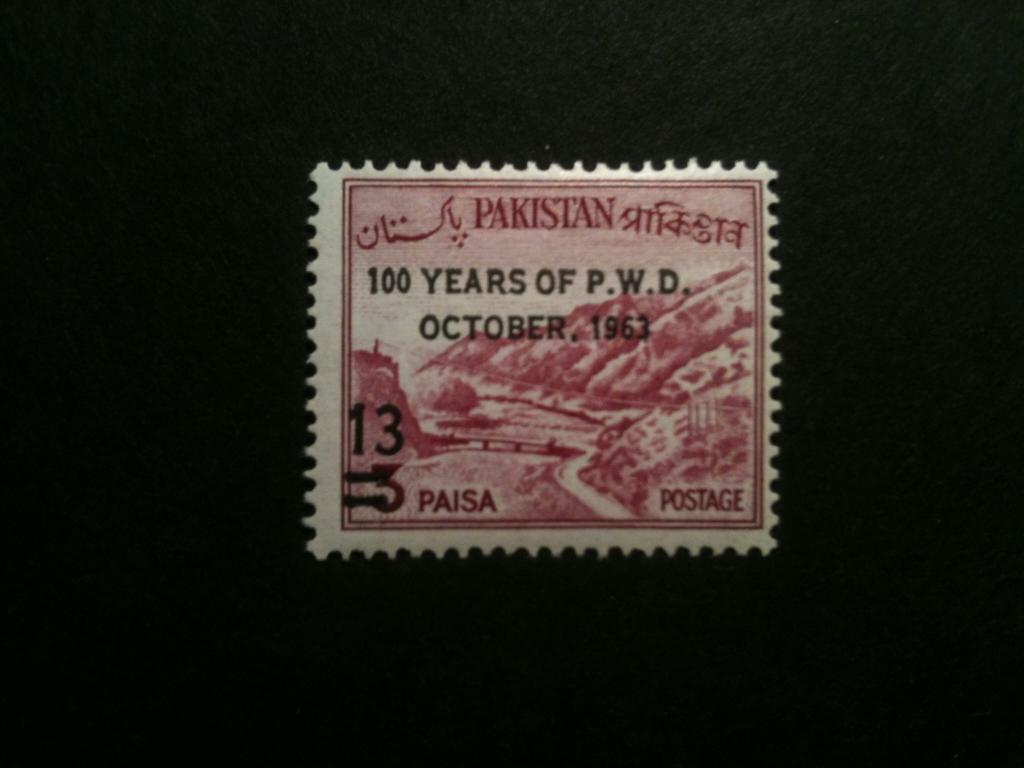 پاکستان PAKISTAN পাকিস্তান
100 YEARS OF P.W.D.
OCTOBER, 1963
13
3 PAISA POSTAGE